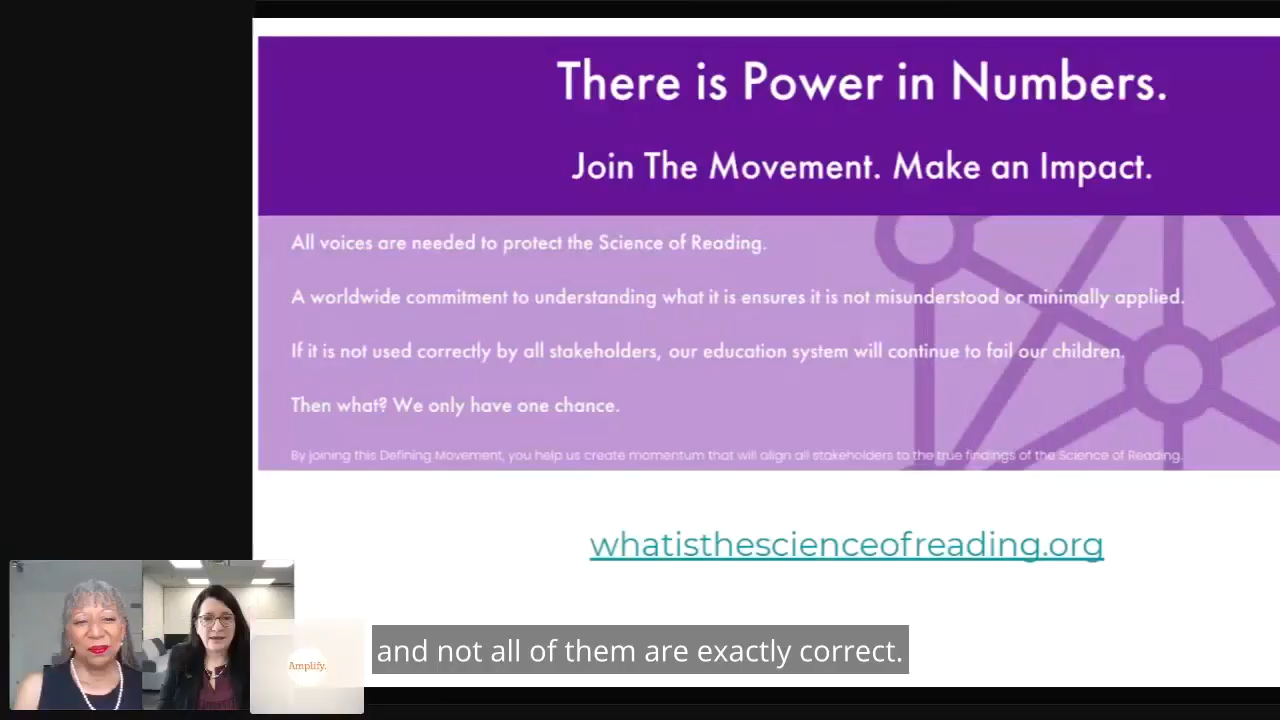 There is Power in Numbers.
Join The Movement. Make an Impact.
All voices are needed to protect the Science of Reading.
A worldwide commitment to understanding what it is ensures it is not misunderstood or minimally applied.
If it is not used correctly by all stakeholders, our education system will continue to fail our children.
Then what? We only have one chance.
By joining this Defining Movement, you help us create momentum that will align all stakeholders to the true findings of the Science of Reading.
whatisthescienceofreading.org
and not all of them are exactly correct.
Amplify.